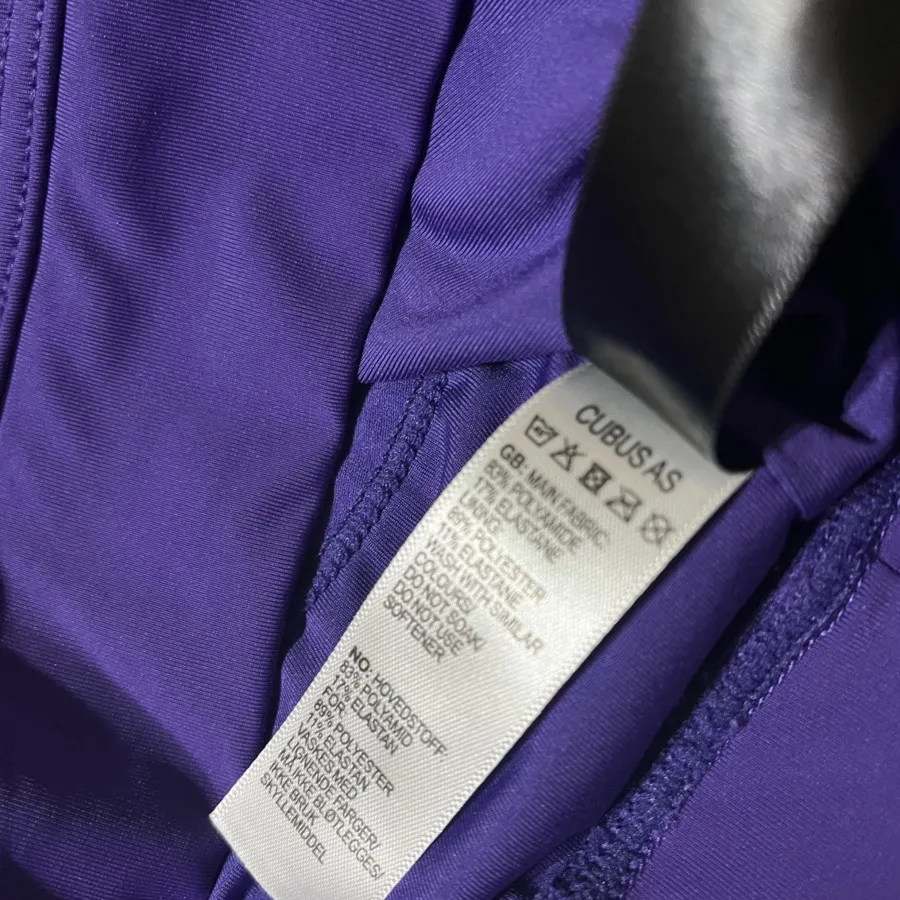 CUBUS AS
GB: MAIN FABRIC:
83% POLYAMIDE
17% ELASTANE
LINING:
89% POLYESTER
11% ELASTANE
WASH WITH SIMILAR
COLOURS/
DO NOT SOAK/
DO NOT USE
SOFTENER
NO: HOVEDSTOFF:
83% POLYAMID
17% ELASTAN
FOR:
89% POLYESTER
11% ELASTAN
VASKES MED
LIGNENDE FARGER/
MÅ IKKE BLØTLEGGES/
IKKE BRUK
SKYLLEMIDDEL